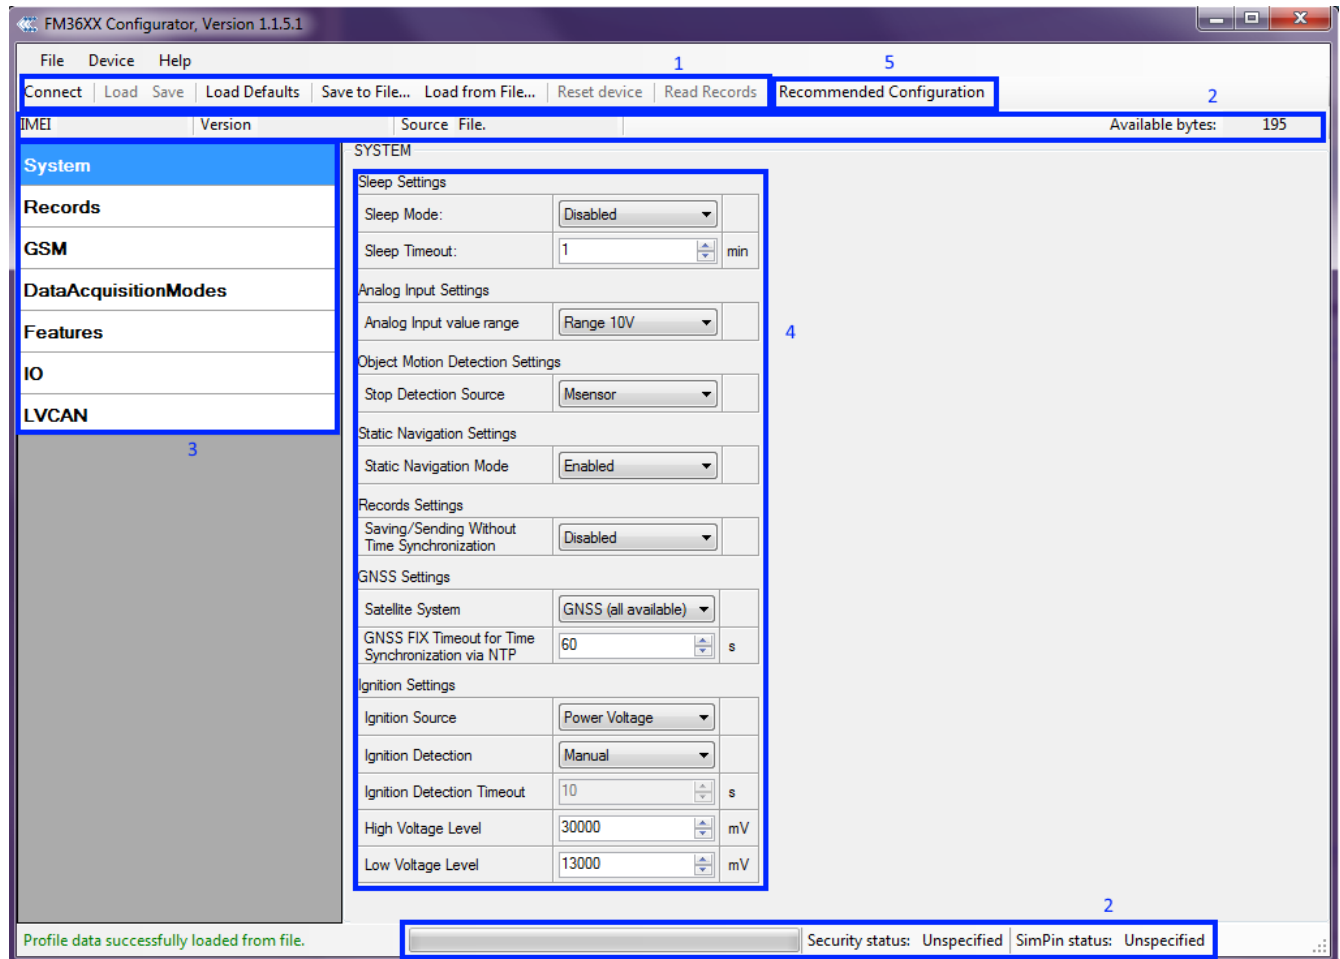 FM36XX Configurator, Version 1.1.5.1
File Device Help
1 5
Connect Load Save Load Defaults Save to File... Load from File... Reset device Read Records Recommended Configuration
2
IMEI Version Source File. Available bytes: 195
System
Records
GSM
DataAcquisitionModes
Features
IO
LVCAN
3
SYSTEM
Sleep Settings
Sleep Mode: Disabled
Sleep Timeout: 1 min
Analog Input Settings
Analog Input value range Range 10V
4
Object Motion Detection Settings
Stop Detection Source Msensor
Static Navigation Settings
Static Navigation Mode Enabled
Records Settings
Saving/Sending Without
Time Synchronization Disabled
GNSS Settings
Satellite System GNSS (all available)
GNSS FIX Timeout for Time
Synchronization via NTP 60 s
Ignition Settings
Ignition Source Power Voltage
Ignition Detection Manual
Ignition Detection Timeout 10 s
High Voltage Level 30000 mV
Low Voltage Level 13000 mV
2
Profile data successfully loaded from file. Security status: Unspecified SimPin status: Unspecified